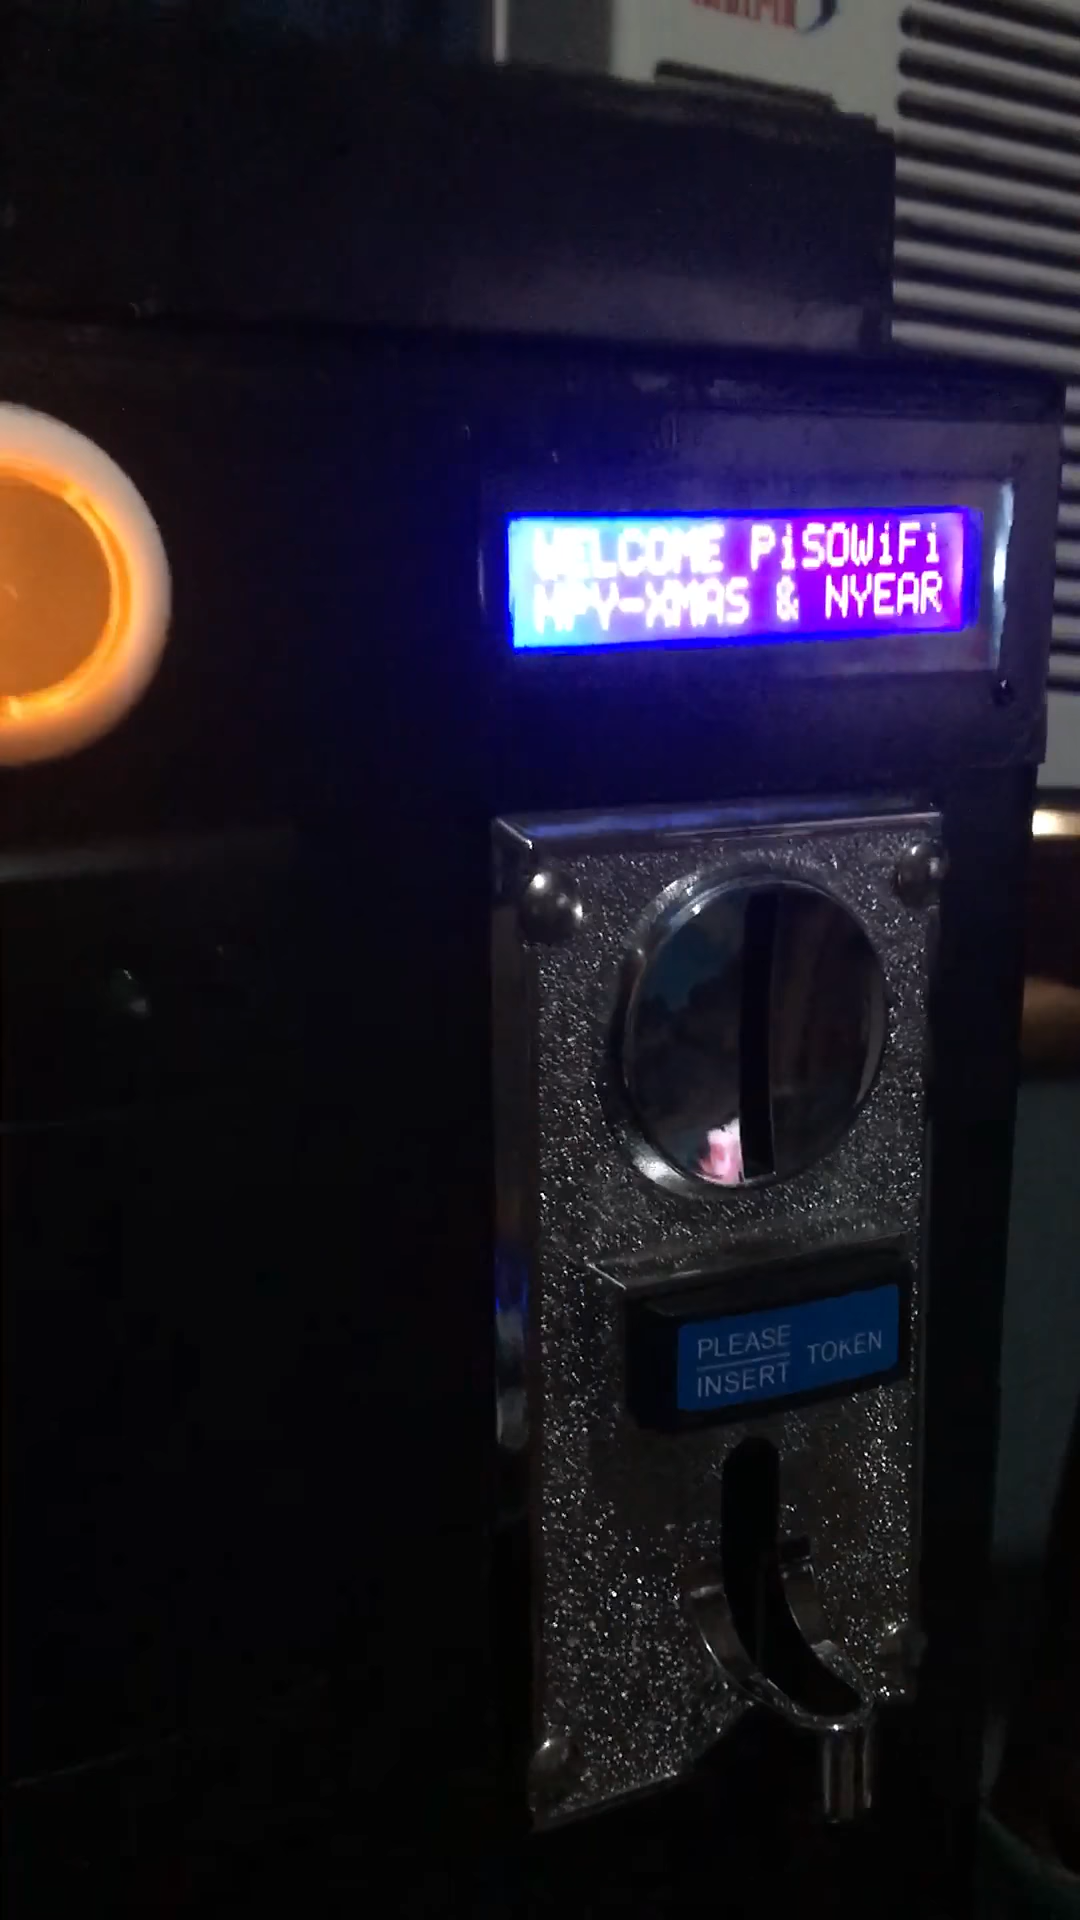 WELCOME PiSOWiFi
HPY-XMAS & NYEAR
PLEASE
INSERT
TOKEN